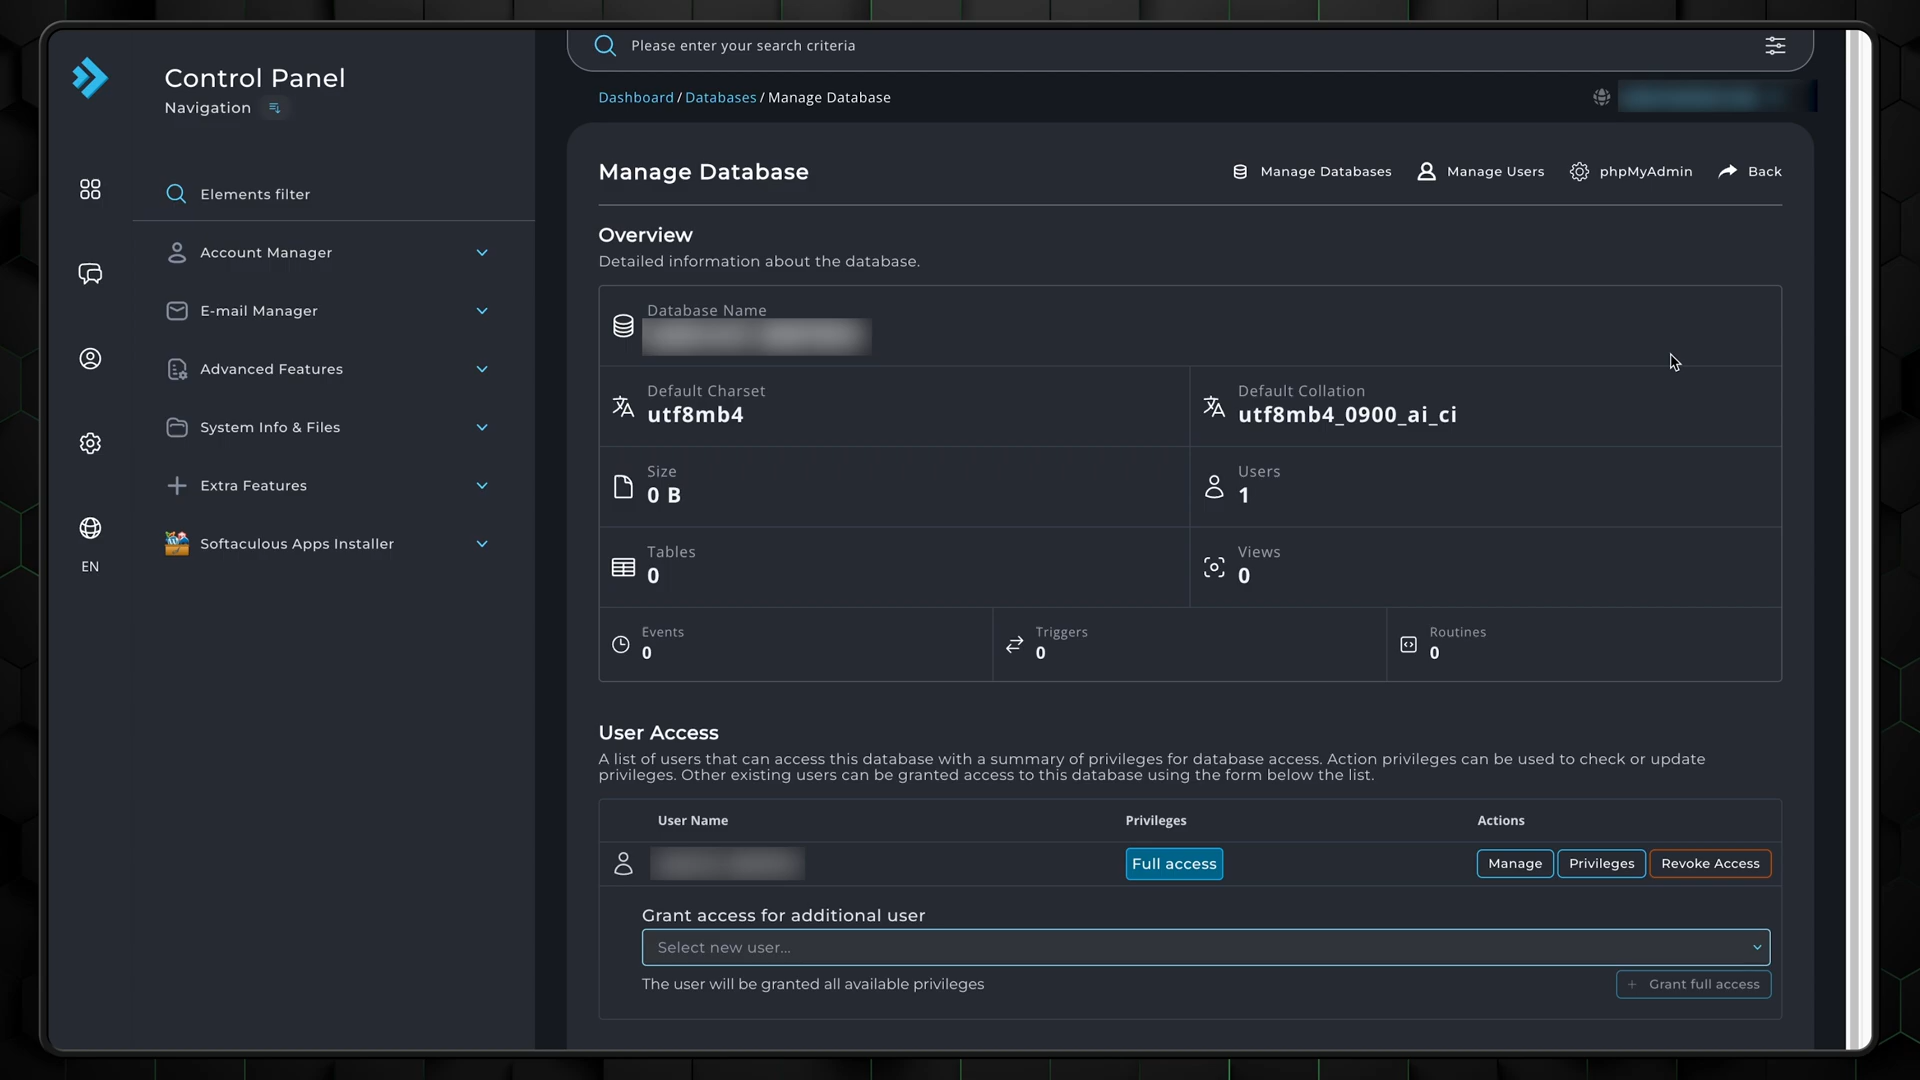 Control Panel
Navigation
Elements filter
Account Manager
E-mail Manager
Advanced Features
System Info & Files
Extra Features
Softaculous Apps Installer
EN
Please enter your search criteria
Dashboard / Databases / Manage Database
Manage Database
Manage Databases
Manage Users
phpMyAdmin
Back
Overview
Detailed information about the database.
Database Name
Default Charset
utf8mb4
Default Collation
utf8mb4_0900_ai_ci
Size
0 B
Users
1
Tables
0
Views
0
Events
0
Triggers
0
Routines
0
User Access
A list of users that can access this database with a summary of privileges for database access. Action privileges can be used to check or update
privileges. Other existing users can be granted access to this database using the form below the list.
User Name
Privileges
Actions
Full access
Manage
Privileges
Revoke Access
Grant access for additional user
Select new user...
The user will be granted all available privileges
+ Grant full access